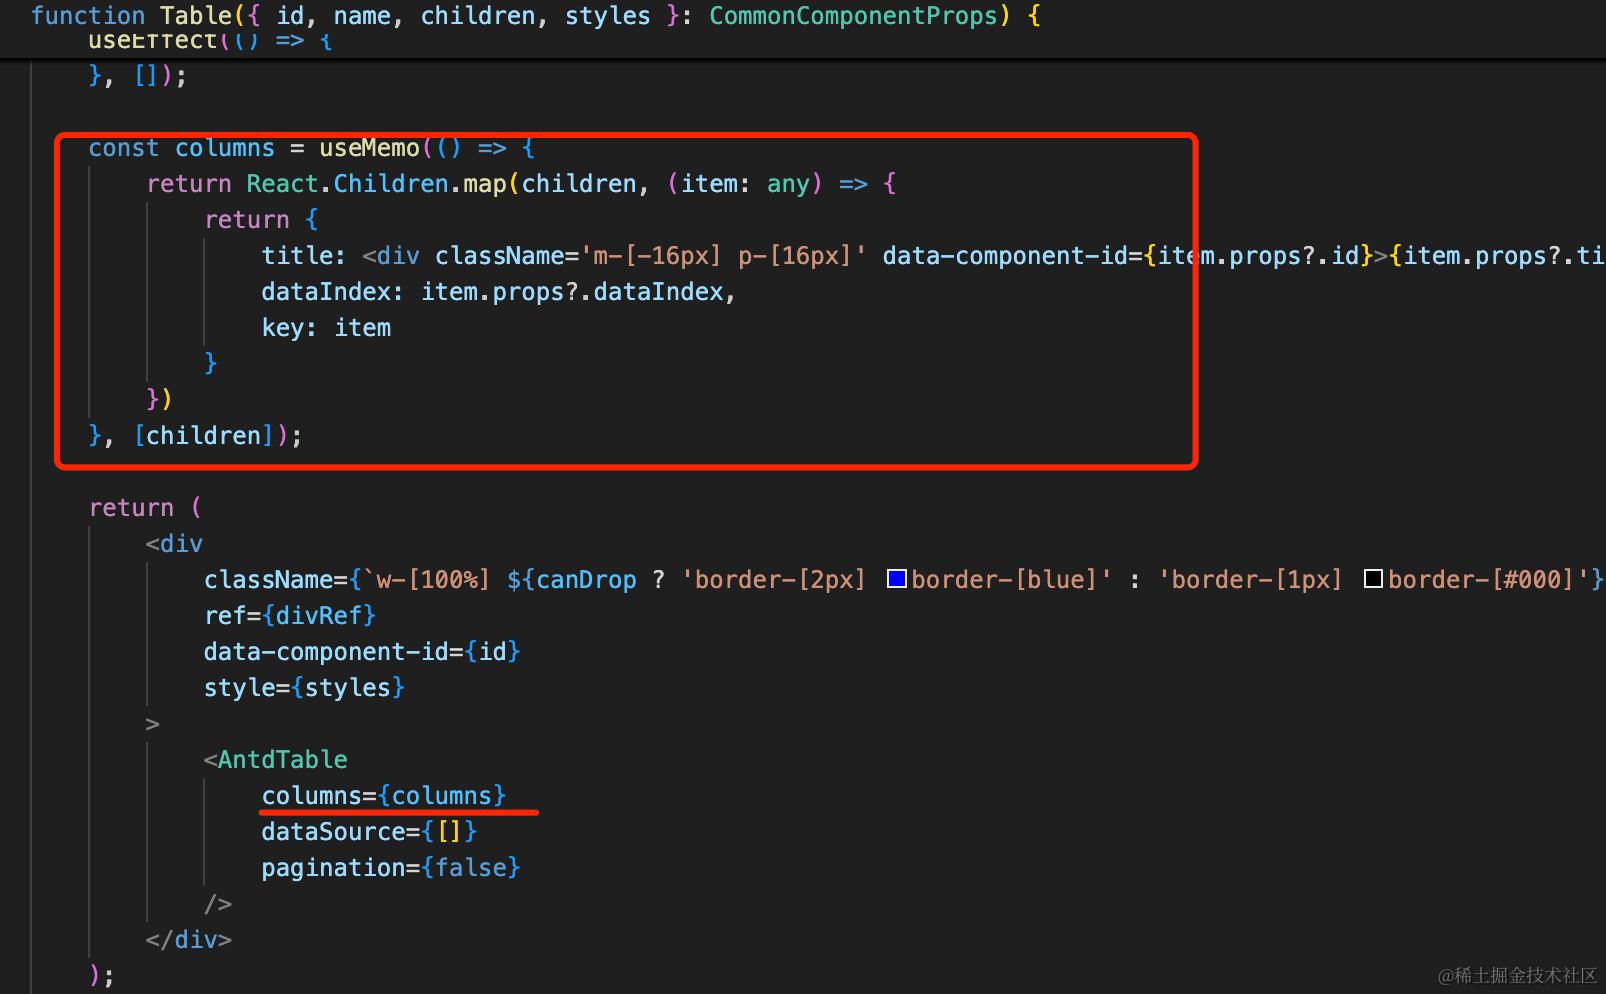 function Table({ id, name, children, styles }: CommonComponentProps) {
useEffect(() => {
}, []);
const columns = useMemo(() => {
return React.Children.map(children, (item: any) => {
return {
title: <div className='m-[-16px] p-[16px]' data-component-id={item.props?.id}>{item.props?.ti
dataIndex: item.props?.dataIndex,
key: item
}
})
}, [children]);
return (
<div
className={`w-[100%] ${canDrop ? 'border-[2px] border-[blue]' : 'border-[1px] border-[#000]'}
ref={divRef}
data-component-id={id}
style={styles}
>
<AntdTable
columns={columns}
dataSource={[]}
pagination={false}
/>
</div>
);
@稀土掘金技术社区